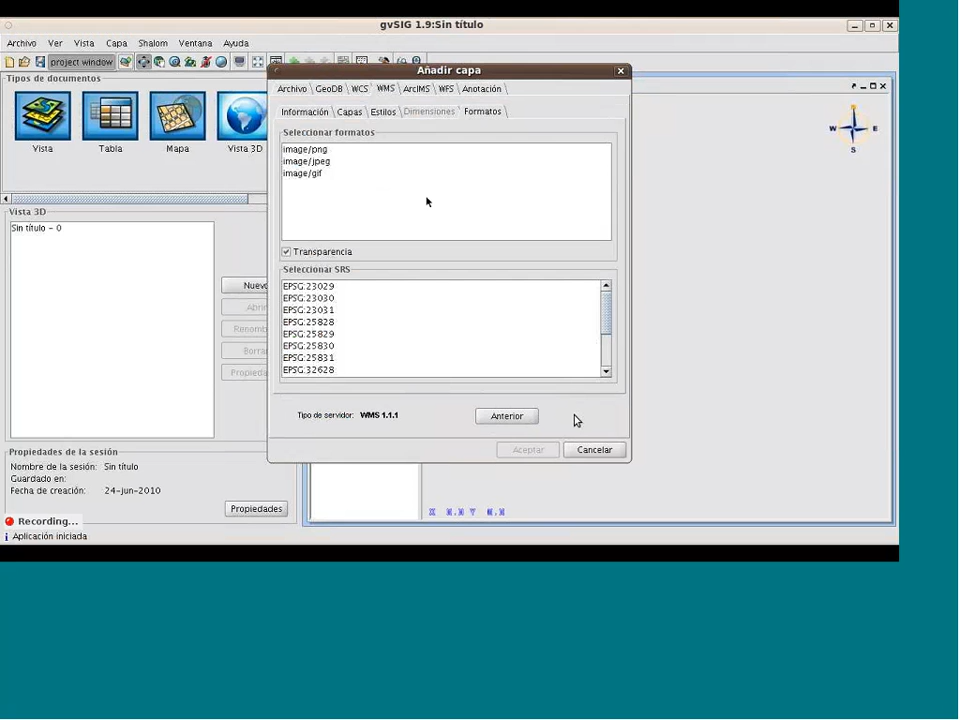 gvSIG 1.9:Sin título
Archivo Ver Vista Capa Shalom Ventana Ayuda
project window
Tipos de documentos
Vista Tabla Mapa Vista 3D
Vista 3D
Sin título - 0
Nuevo
Abrir
Renomb
Borra
Propieda
Propiedades de la sesión
Nombre de la sesión: Sin título
Guardado en:
Fecha de creación: 24-jun-2010
Propiedades
Recording...
Aplicación iniciada
Añadir capa
Archivo GeoDB WCS WMS ArcIMS WFS Anotación
Información Capas Estilos Dimensiones Formatos
Seleccionar formatos
image/png
image/jpeg
image/gif
Transparencia
Seleccionar SRS
EPSG:23029
EPSG:23030
EPSG:23031
EPSG:25828
EPSG:25829
EPSG:25830
EPSG:25831
EPSG:32628
Tipo de servidor: WMS 1.1.1
Anterior
Aceptar Cancelar
W E
S